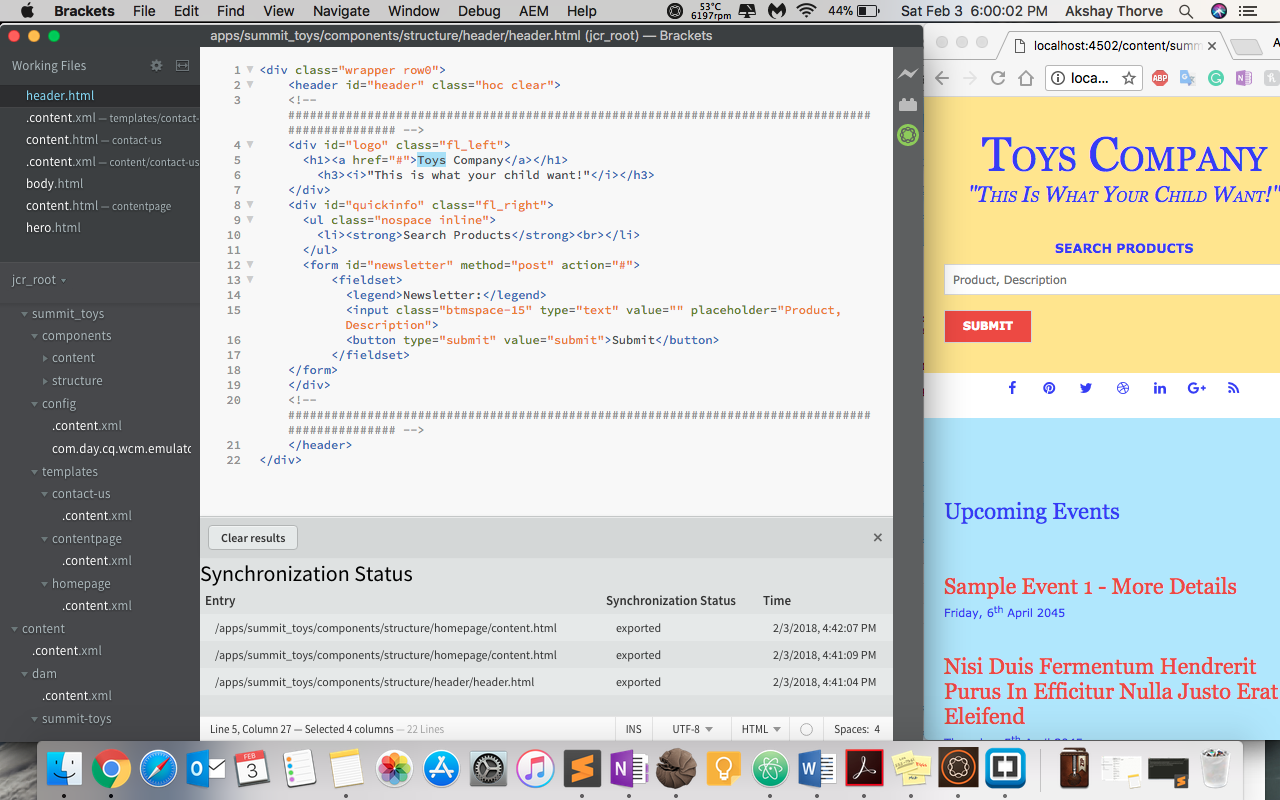 Brackets File Edit Find View Navigate Window Debug AEM Help 53°C 6197rpm 44% Sat Feb 3 6:00:02 PM Akshay Thorve
apps/summit_toys/components/structure/header/header.html (jcr_root) — Brackets
Working Files
header.html
.content.xml — templates/contact-
content.html — contact-us
.content.xml — content/contact-us
body.html
content.html — contentpage
hero.html
jcr_root
summit_toys
components
content
structure
config
.content.xml
com.day.cq.wcm.emulato
templates
contact-us
.content.xml
contentpage
.content.xml
homepage
.content.xml
content
.content.xml
dam
.content.xml
summit-toys
1 <div class="wrapper row0">
2 <header id="header" class="hoc clear">
3 <!--
#################################################################################
############### -->
4 <div id="logo" class="fl_left">
5 <h1><a href="#">Toys Company</a></h1>
6 <h3><i>"This is what your child want!"</i></h3>
7 </div>
8 <div id="quickinfo" class="fl_right">
9 <ul class="nospace inline">
10 <li><strong>Search Products</strong><br></li>
11 </ul>
12 <form id="newsletter" method="post" action="#">
13 <fieldset>
14 <legend>Newsletter:</legend>
15 <input class="btmspace-15" type="text" value="" placeholder="Product,
Description">
16 <button type="submit" value="submit">Submit</button>
17 </fieldset>
18 </form>
19 </div>
20 <!--
#################################################################################
############### -->
21 </header>
22 </div>
Clear results
Synchronization Status
Entry Synchronization Status Time
/apps/summit_toys/components/structure/homepage/content.html exported 2/3/2018, 4:42:07 PM
/apps/summit_toys/components/structure/homepage/content.html exported 2/3/2018, 4:41:09 PM
/apps/summit_toys/components/structure/header/header.html exported 2/3/2018, 4:41:04 PM
Line 5, Column 27 — Selected 4 columns — 22 Lines INS UTF-8 HTML Spaces: 4
localhost:4502/content/summ
A
loca...
ABP
Toys Company
"This Is What Your Child Want!"
SEARCH PRODUCTS
Product, Description
SUBMIT
Upcoming Events
Sample Event 1 - More Details
Friday, 6th April 2045
Nisi Duis Fermentum Hendrerit
Purus In Efficitur Nulla Justo Erat
Eleifend
FEB
3